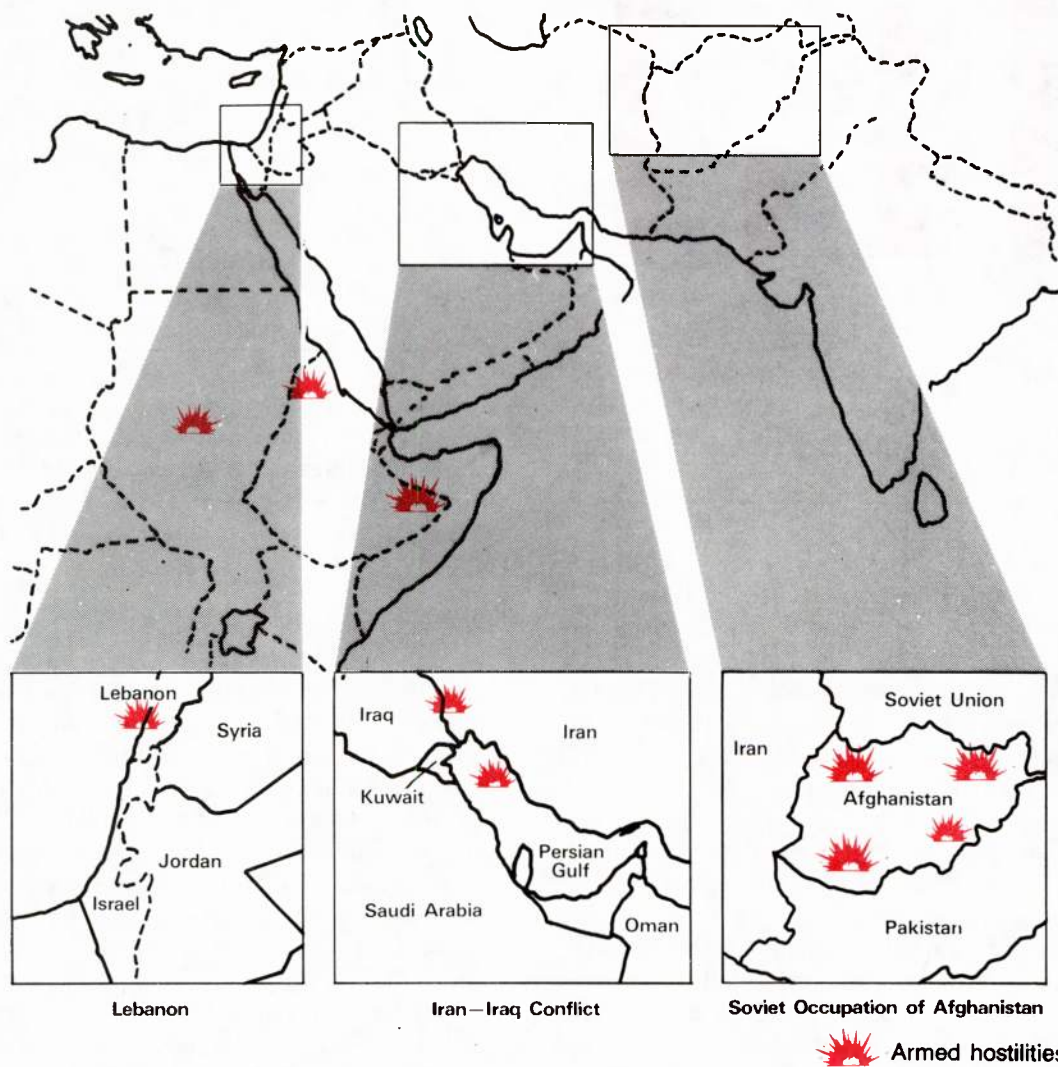 Lebanon
Syria
Jordan
Israel
Iraq
Iran
Kuwait
Persian
Gulf
Saudi Arabia
Oman
Soviet Union
Iran
Afghanistan
Pakistan
Lebanon
Iran—Iraq Conflict
Soviet Occupation of Afghanistan
Armed hostilities